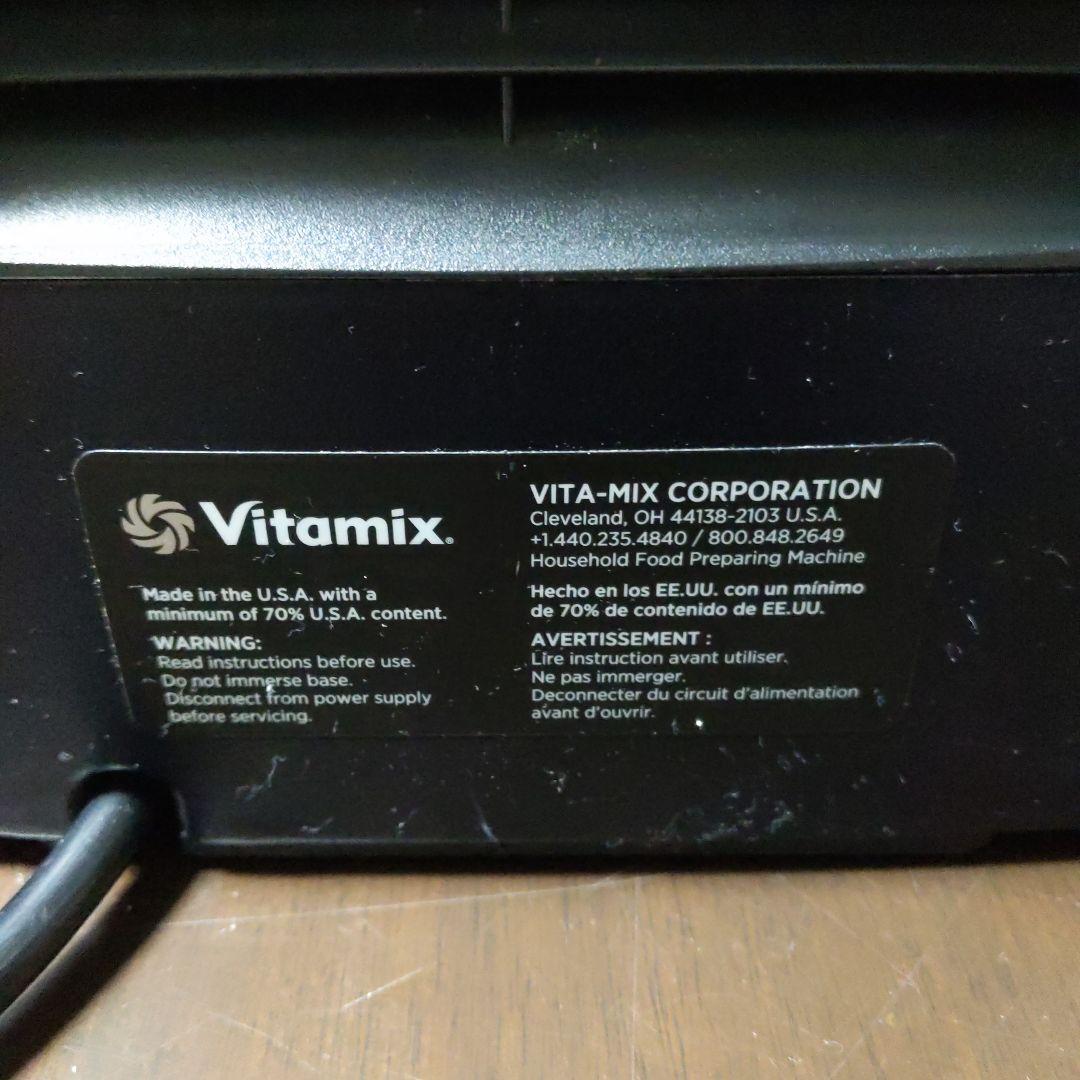 Vitamix.
Made in the U.S.A. with a
minimum of 70% U.S.A. content.
WARNING:
Read instructions before use.
Do not immerse base.
Disconnect from power supply
before servicing.
VITA-MIX CORPORATION
Cleveland, OH 44138-2103 U.S.A.
+1.440.235.4840 / 800.848.2649
Household Food Preparing Machine
Hecho en los EE.UU. con un mínimo
de 70% de contenido de EE.UU.
AVERTISSEMENT :
Lire instruction avant utiliser.
Ne pas immerger.
Deconnecter du circuit d'alimentation
avant d'ouvrir.